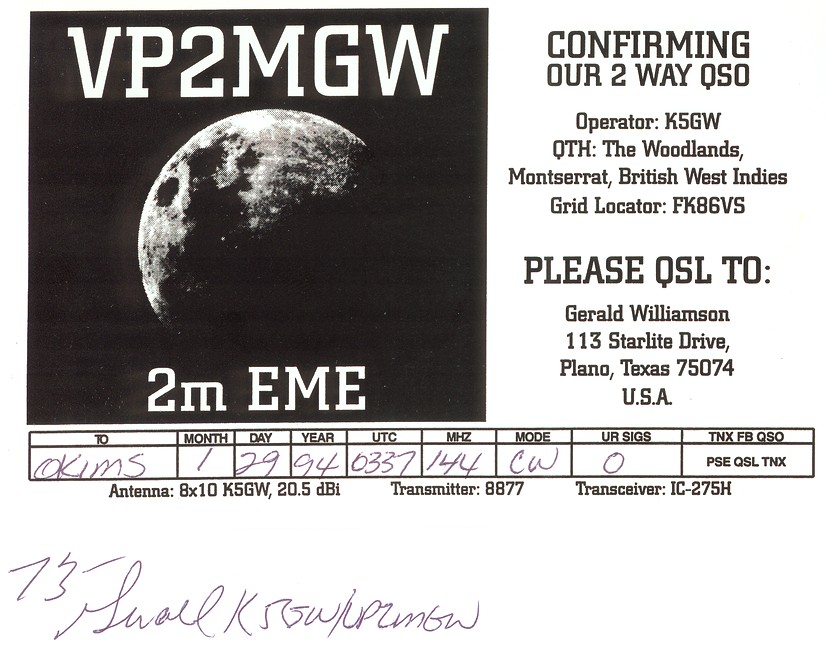 VP2MGW
2m EME
CONFIRMING
OUR 2 WAY QSO
Operator: K5GW
QTH: The Woodlands,
Montserrat, British West Indies
Grid Locator: FK86VS
PLEASE QSL TO:
Gerald Williamson
113 Starlite Drive,
Plano, Texas 75074
U.S.A.
TO MONTH DAY YEAR UTC MHZ MODE UR SIGS TNX FB QSO
OK1MS 1 29 94 0337 144 CW O PSE QSL TNX
Antenna: 8x10 K5GW, 20.5 dBi Transmitter: 8877 Transceiver: IC-275H
73
Gerald K5GW/VP2MGW